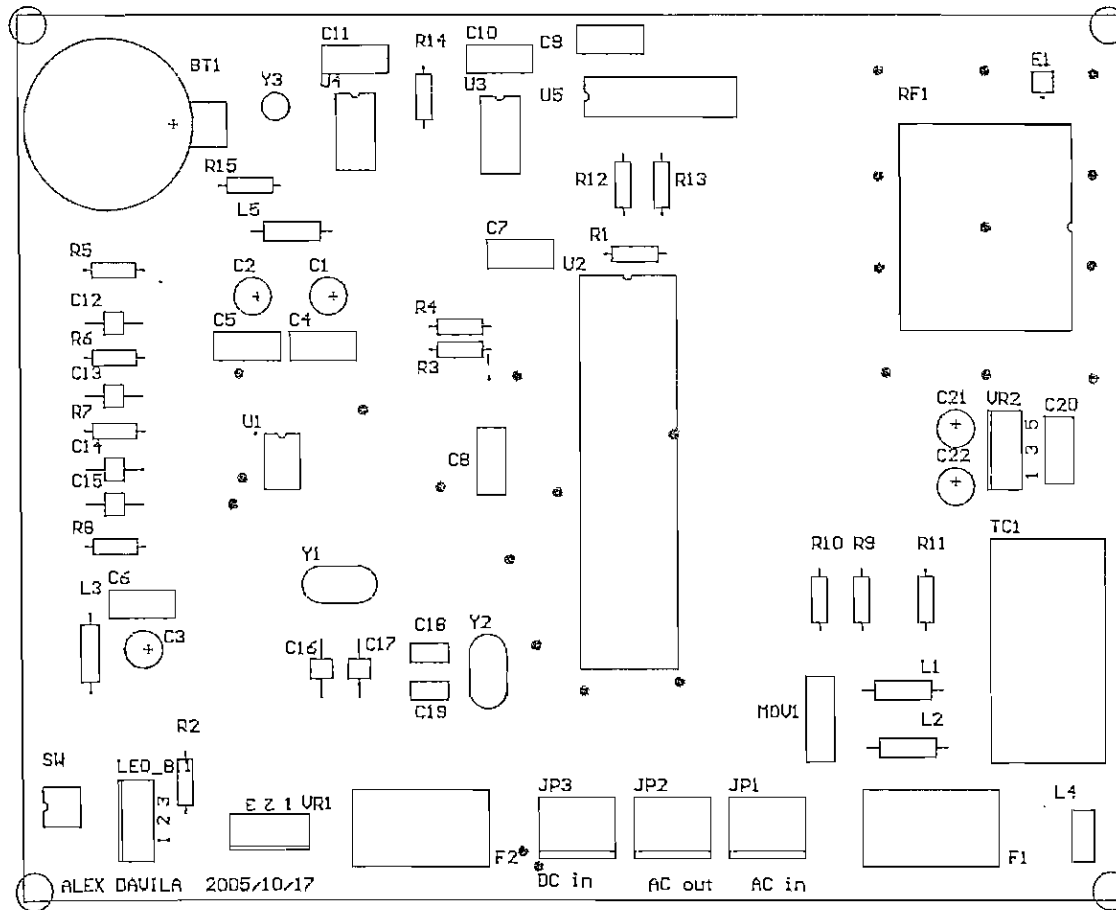 C11
R14
C10
C9
BT1
Y3
U4
U3
U5
E1
RF1
R15
R12
R13
L5
C7
R1
U2
R5
C2
C1
C12
C5
C4
R4
R6
R3
C13
R7
C21
VR2
C20
U1
C14
C8
1 3 5
C22
C15
R8
TC1
Y1
R10
R9
R11
L3
C6
C3
C16
C17
C18
Y2
L1
C19
MOV1
L2
R2
SW
LED_B 1
1 2 3
3 2 1
VR1
JP3
JP2
JP1
L4
F2
F1
ALEX DAVILA 2005/10/17
DC in
AC out
AC in